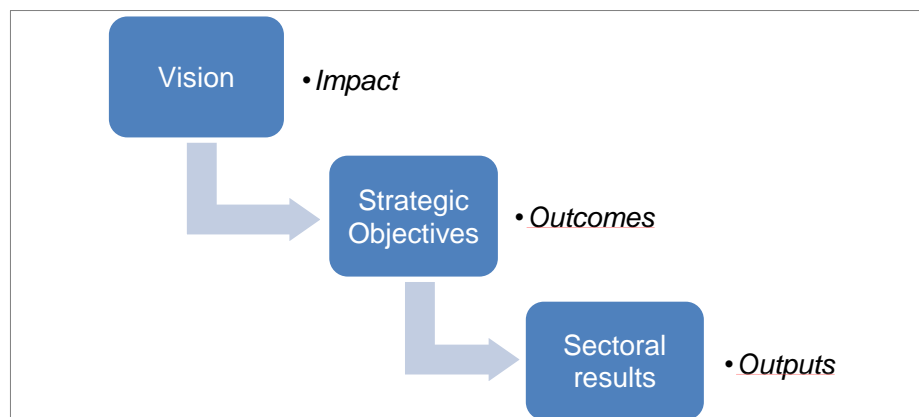 Vision
• Impact
Strategic
Objectives
• Outcomes
Sectoral
results
• Outputs